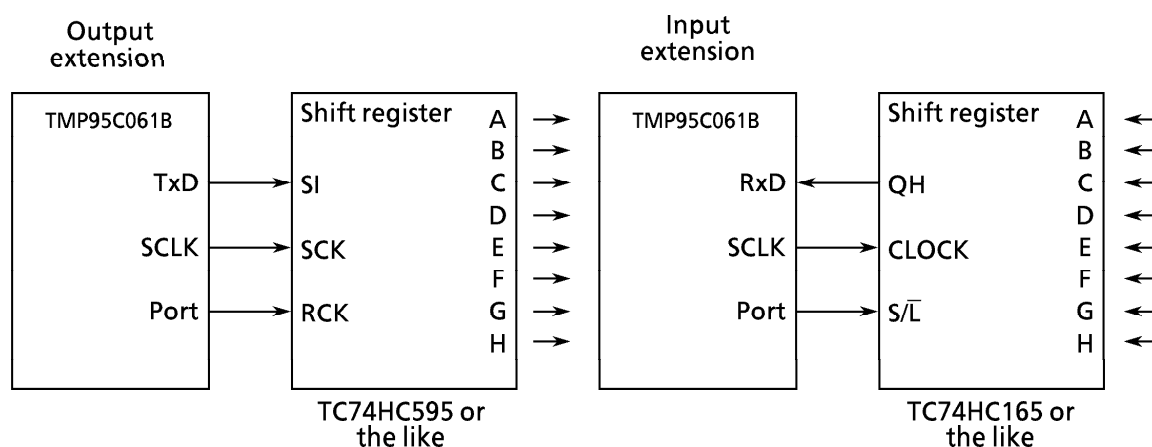 Output
extension
TMP95C061B
TxD
SCLK
Port
Shift register
SI
SCK
RCK
A
B
C
D
E
F
G
H
TC74HC595 or
the like
Input
extension
TMP95C061B
RxD
SCLK
Port
Shift register
QH
CLOCK
S/L̅
A
B
C
D
E
F
G
H
TC74HC165 or
the like